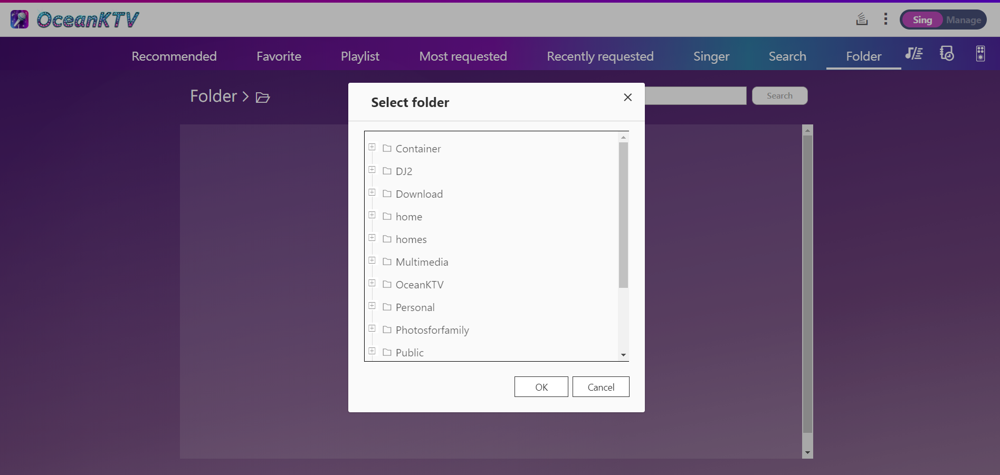 OceanKTV
Sing Manage
Recommended Favorite Playlist Most requested Recently requested Singer Search Folder
Folder >
Search
Select folder
Container
DJ2
Download
home
homes
Multimedia
OceanKTV
Personal
Photosforfamily
Public
OK Cancel